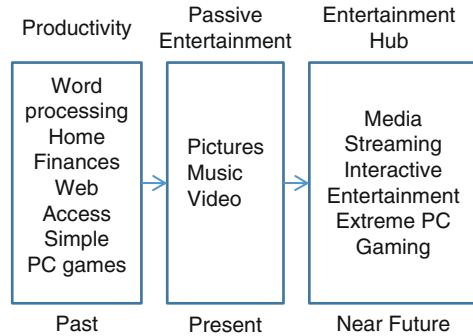 Productivity
Passive
Entertainment
Entertainment
Hub
Word
processing
Home
Finances
Web
Access
Simple
PC games
Pictures
Music
Video
Media
Streaming
Interactive
Entertainment
Extreme PC
Gaming
Past
Present
Near Future